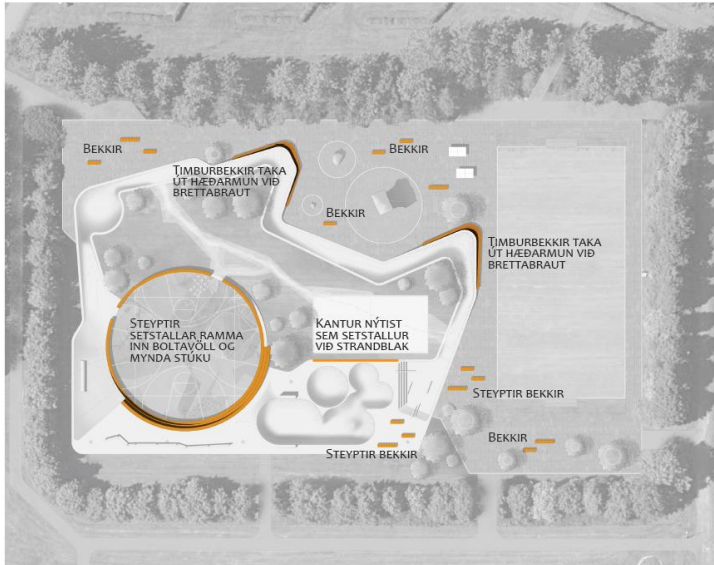 BEKKIR
BEKKIR
TIMBURBEKKIR TAKA
ÚT HÆÐARMUN VIÐ
BRETTABRAUT
BEKKIR
TIMBURBEKKIR TAKA
ÚT HÆÐARMUN VIÐ
BRETTABRAUT
STEYPTIR
SETSTALLAR RAMMA
INN BOLTAVÖLL OG
MYNDA STÚKU
KANTUR NÝTIST
SEM SETSTALLUR
VIÐ STRANDBLAK
STEYPTIR BEKKIR
BEKKIR
STEYPTIR BEKKIR